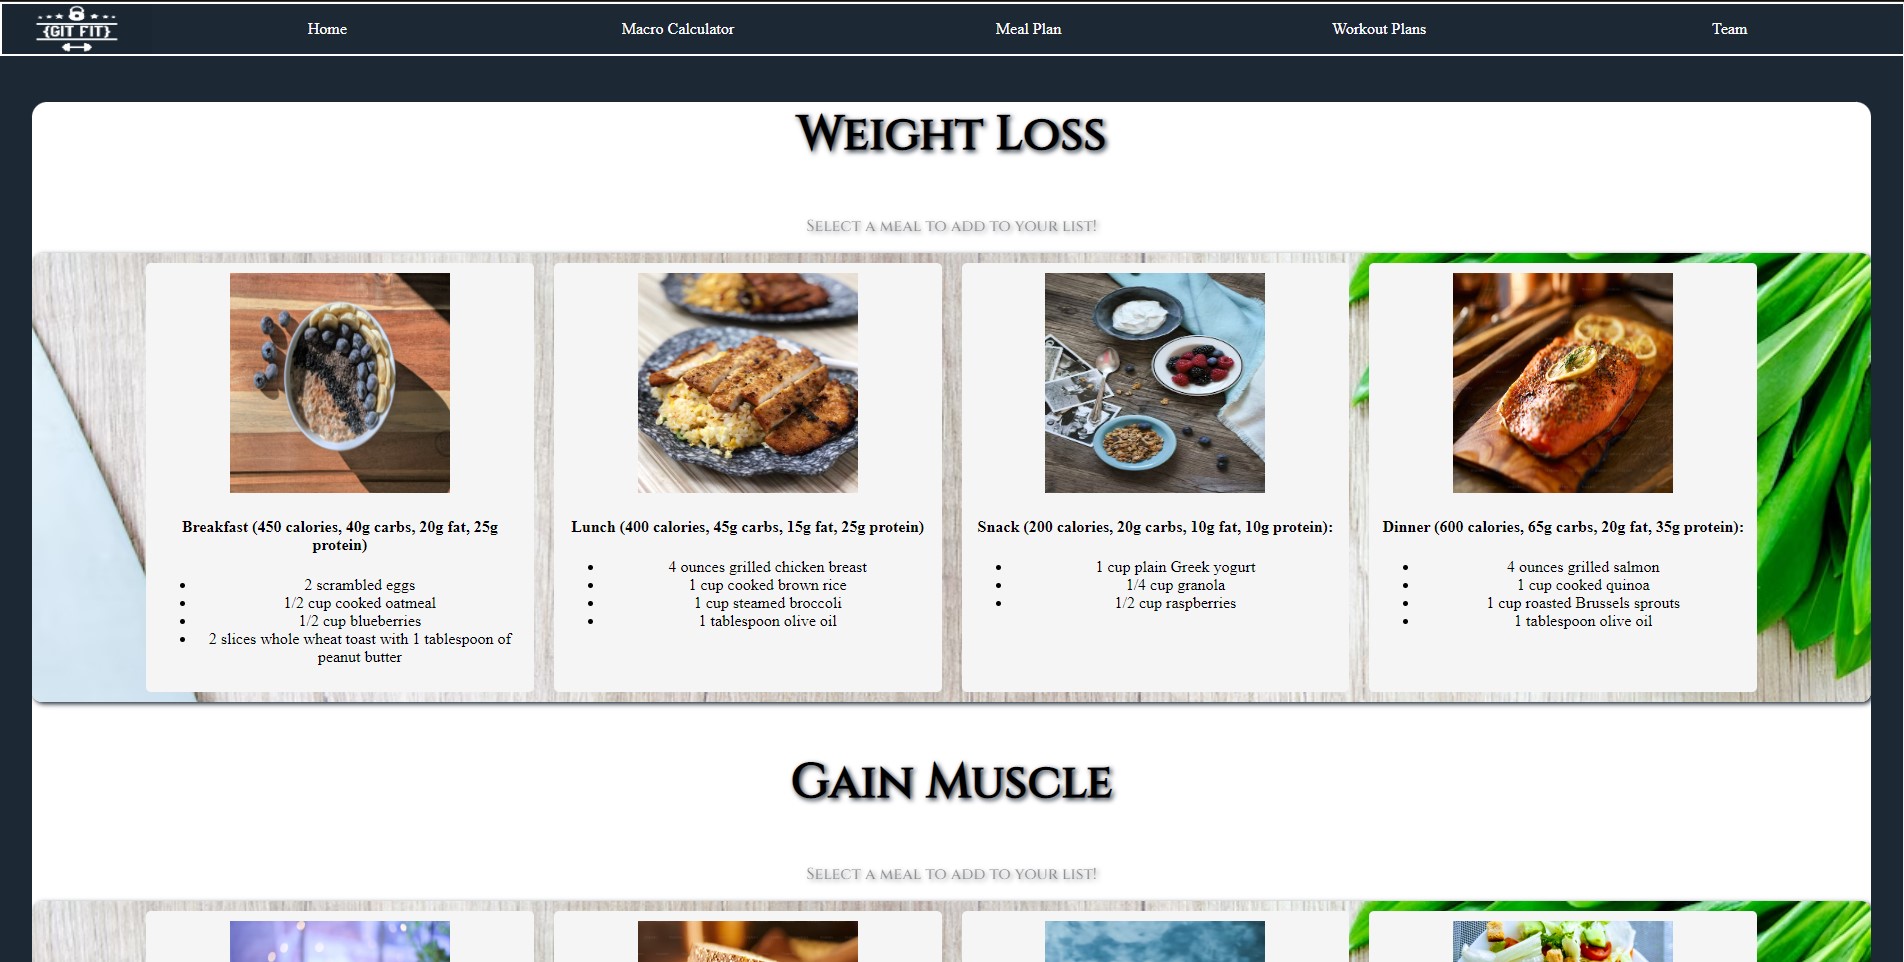 {GIT FIT}
Home
Macro Calculator
Meal Plan
Workout Plans
Team
Weight Loss
Select a meal to add to your list!
Breakfast (450 calories, 40g carbs, 20g fat, 25g
protein)
2 scrambled eggs
1/2 cup cooked oatmeal
1/2 cup blueberries
2 slices whole wheat toast with 1 tablespoon of
peanut butter
Lunch (400 calories, 45g carbs, 15g fat, 25g protein)
4 ounces grilled chicken breast
1 cup cooked brown rice
1 cup steamed broccoli
1 tablespoon olive oil
Snack (200 calories, 20g carbs, 10g fat, 10g protein):
1 cup plain Greek yogurt
1/4 cup granola
1/2 cup raspberries
Dinner (600 calories, 65g carbs, 20g fat, 35g protein):
4 ounces grilled salmon
1 cup cooked quinoa
1 cup roasted Brussels sprouts
1 tablespoon olive oil
Gain Muscle
Select a meal to add to your list!